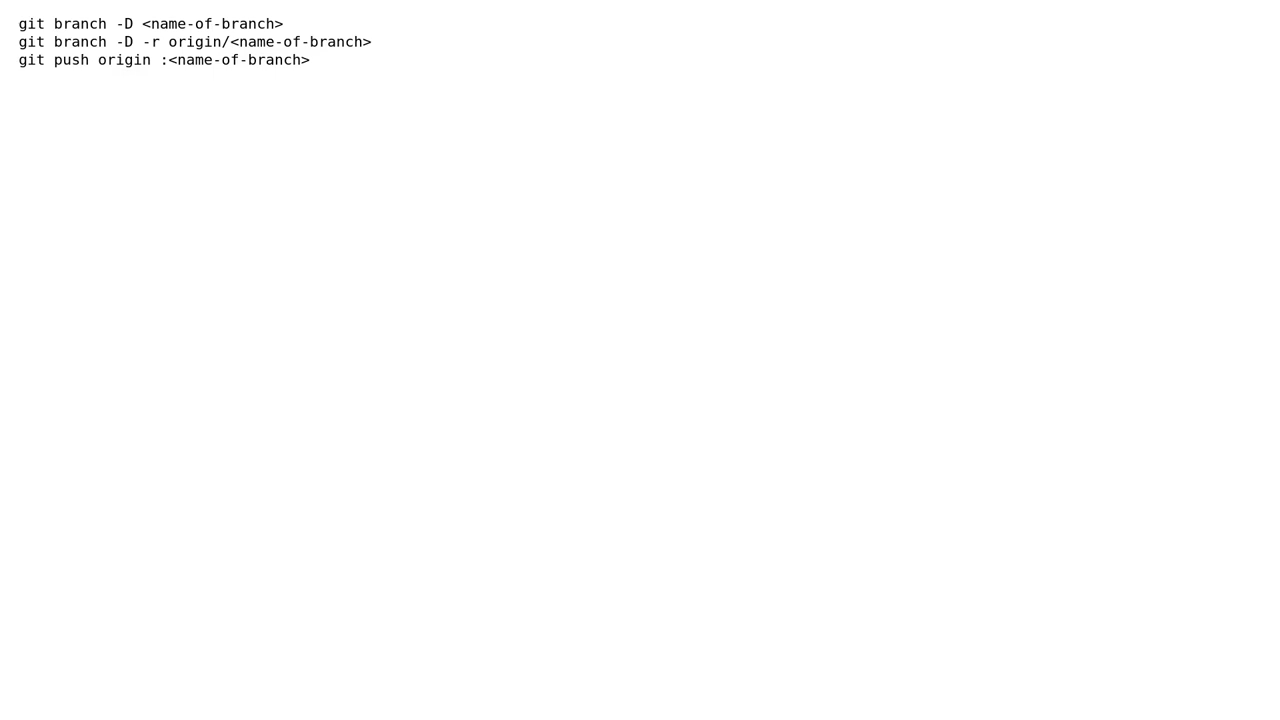 git branch -D <name-of-branch>
git branch -D -r origin/<name-of-branch>
git push origin :<name-of-branch>